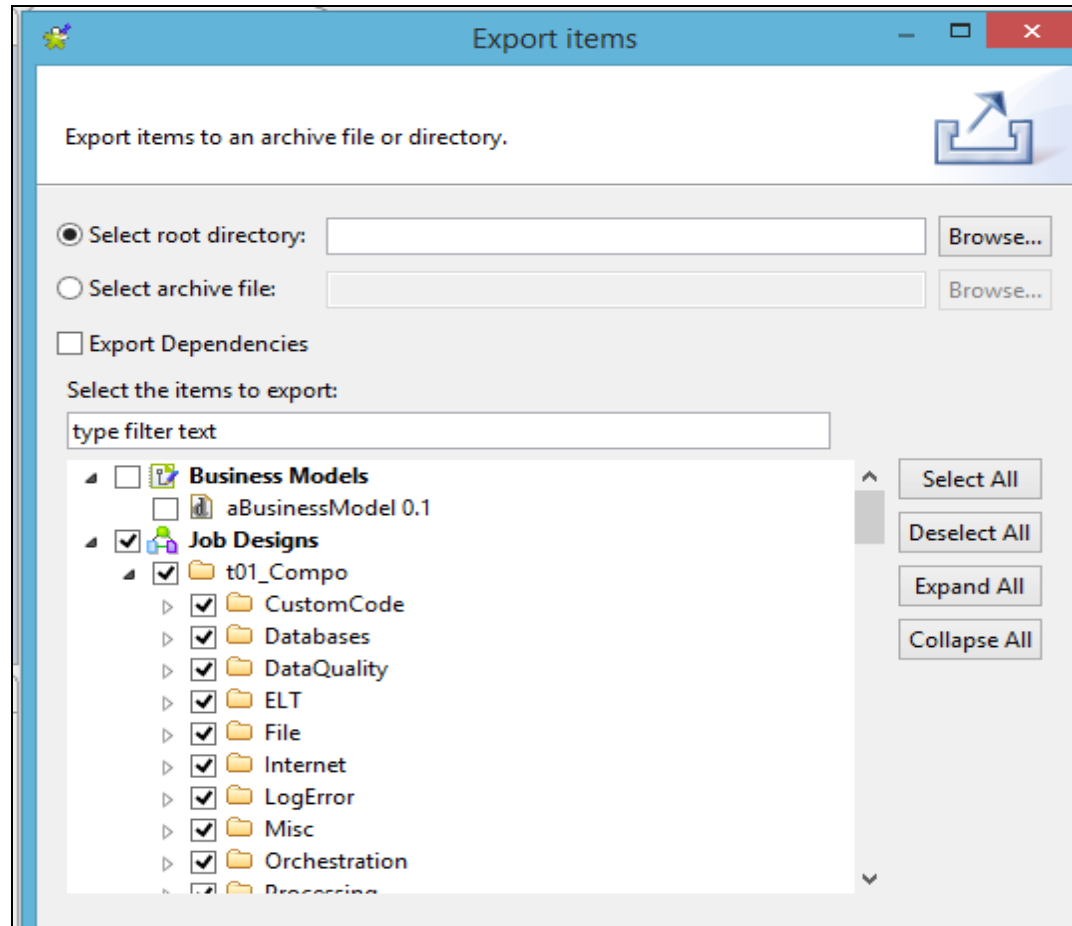 Export items
Export items to an archive file or directory.
Select root directory: Browse...
Select archive file: Browse...
Export Dependencies
Select the items to export:
type filter text
Business Models
aBusinessModel 0.1
Job Designs
t01_Compo
CustomCode
Databases
DataQuality
ELT
File
Internet
LogError
Misc
Orchestration
Processing
Select All
Deselect All
Expand All
Collapse All